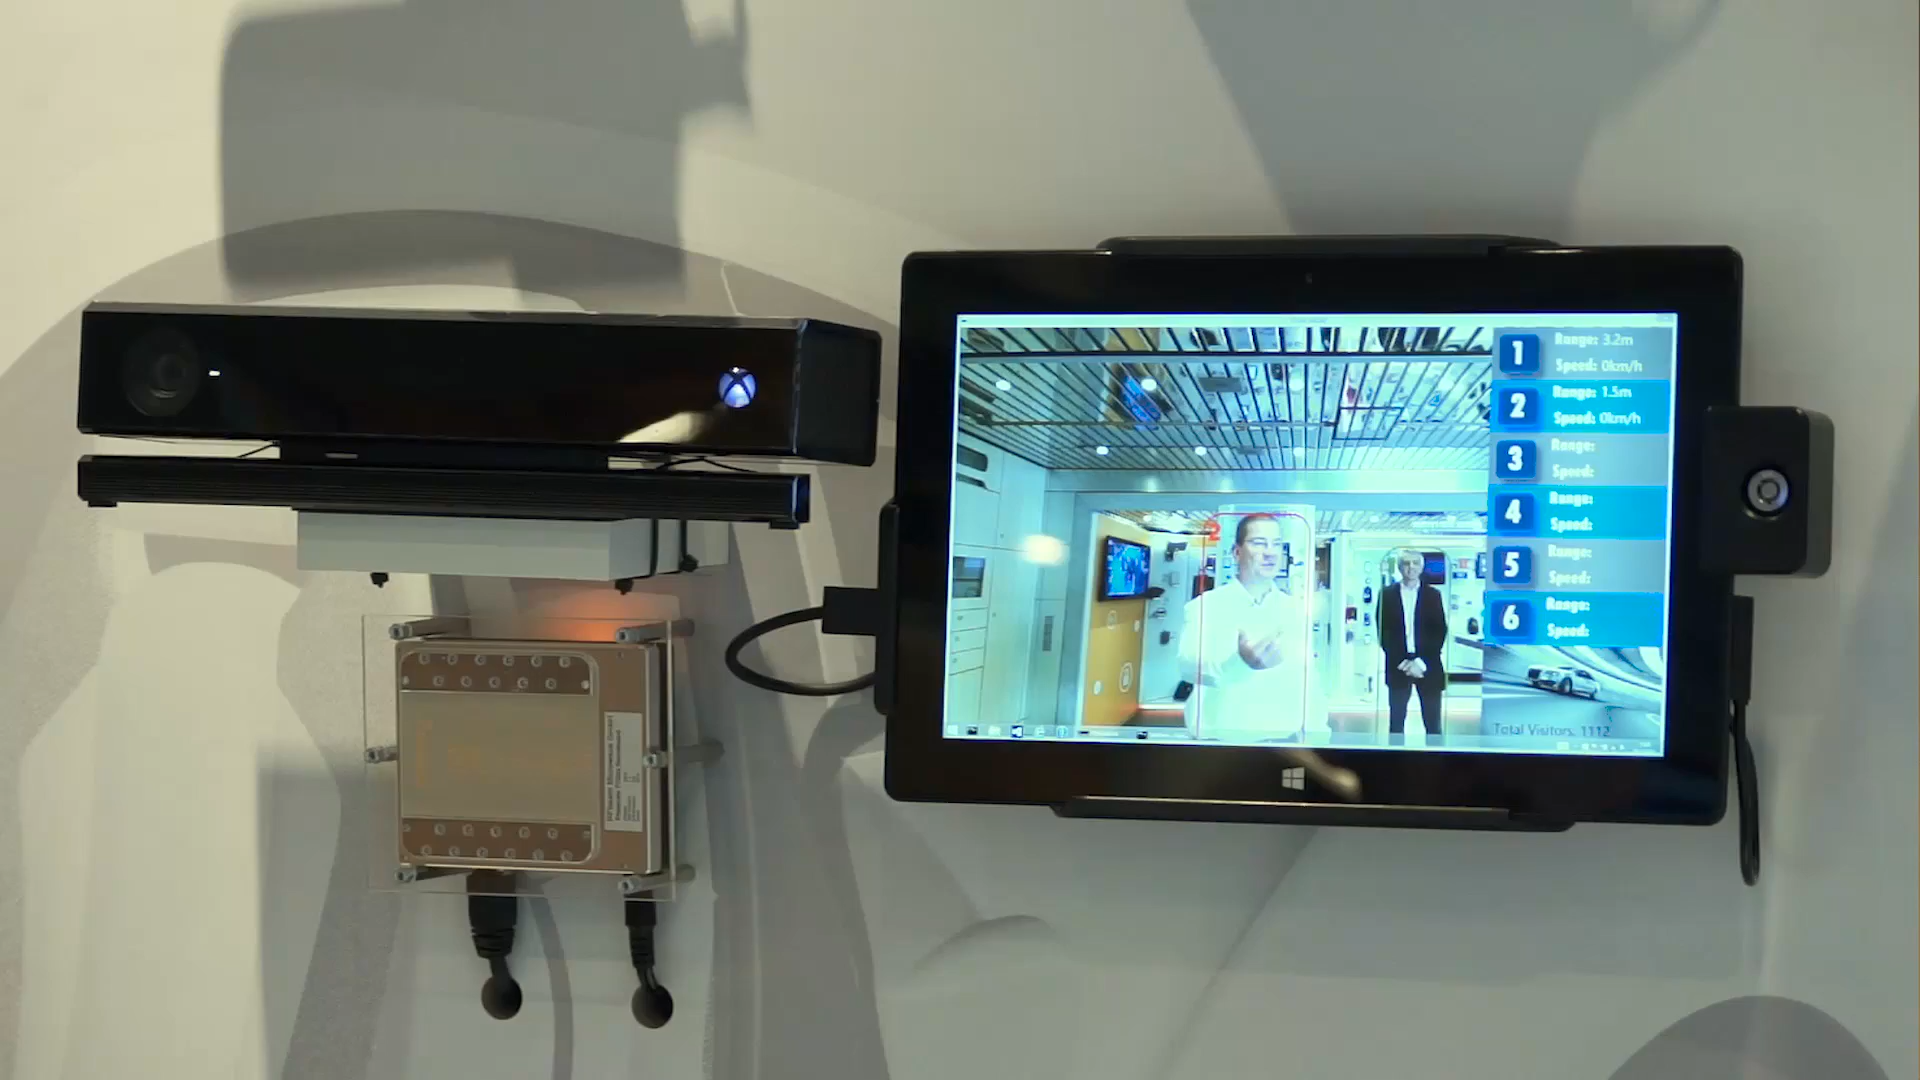 1
Range: 3.2m
Speed: 0km/h
2
Range: 1.5m
Speed: 0km/h
3
Range:
Speed:
4
Range:
Speed:
5
Range:
Speed:
6
Range:
Speed:
2
Total Visitors. 1112